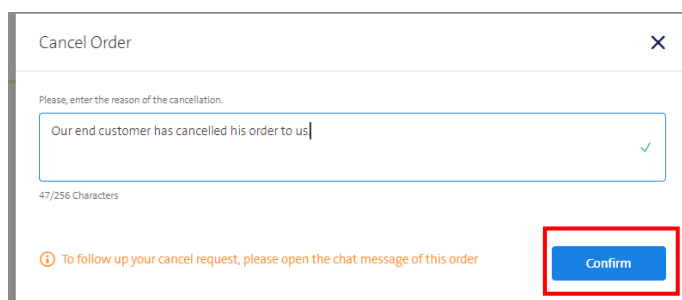 Cancel Order
Please, enter the reason of the cancellation.
Our end customer has cancelled his order to us.
47/256 Characters
To follow up your cancel request, please open the chat message of this order
Confirm